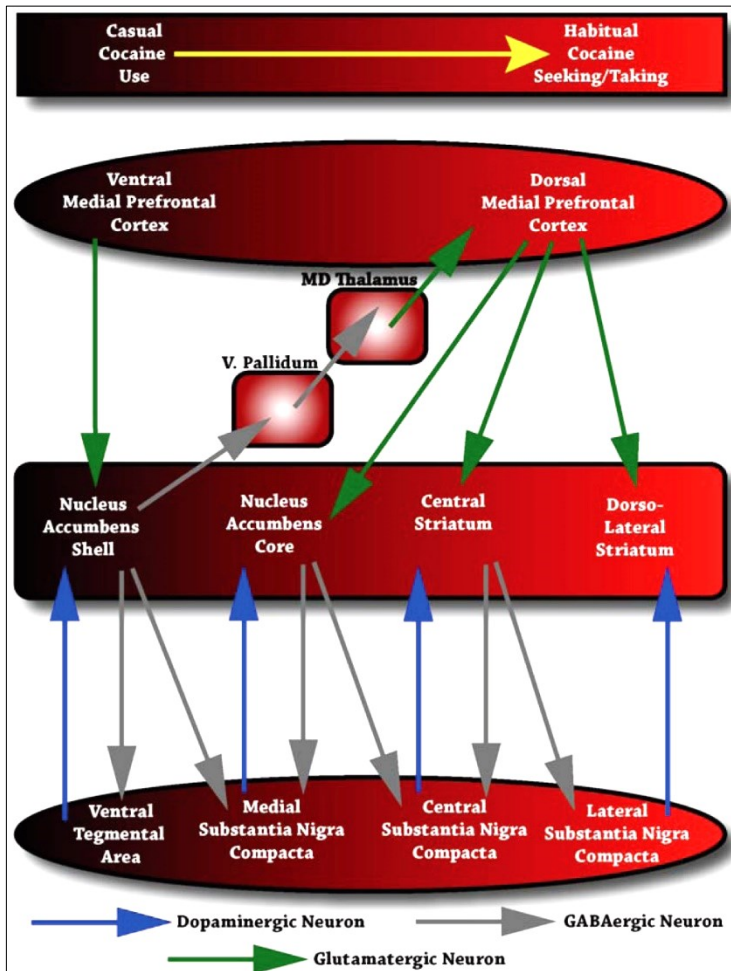 Casual
Cocaine
Use
Habitual
Cocaine
Seeking/Taking
Ventral
Medial Prefrontal
Cortex
Dorsal
Medial Prefrontal
Cortex
MD Thalamus
V. Pallidum
Nucleus
Accumbens
Shell
Nucleus
Accumbens
Core
Central
Striatum
Dorso-
Lateral
Striatum
Ventral
Tegmental
Area
Medial
Substantia Nigra
Compacta
Central
Substantia Nigra
Compacta
Lateral
Substantia Nigra
Compacta
Dopaminergic Neuron
GABAergic Neuron
Glutamatergic Neuron